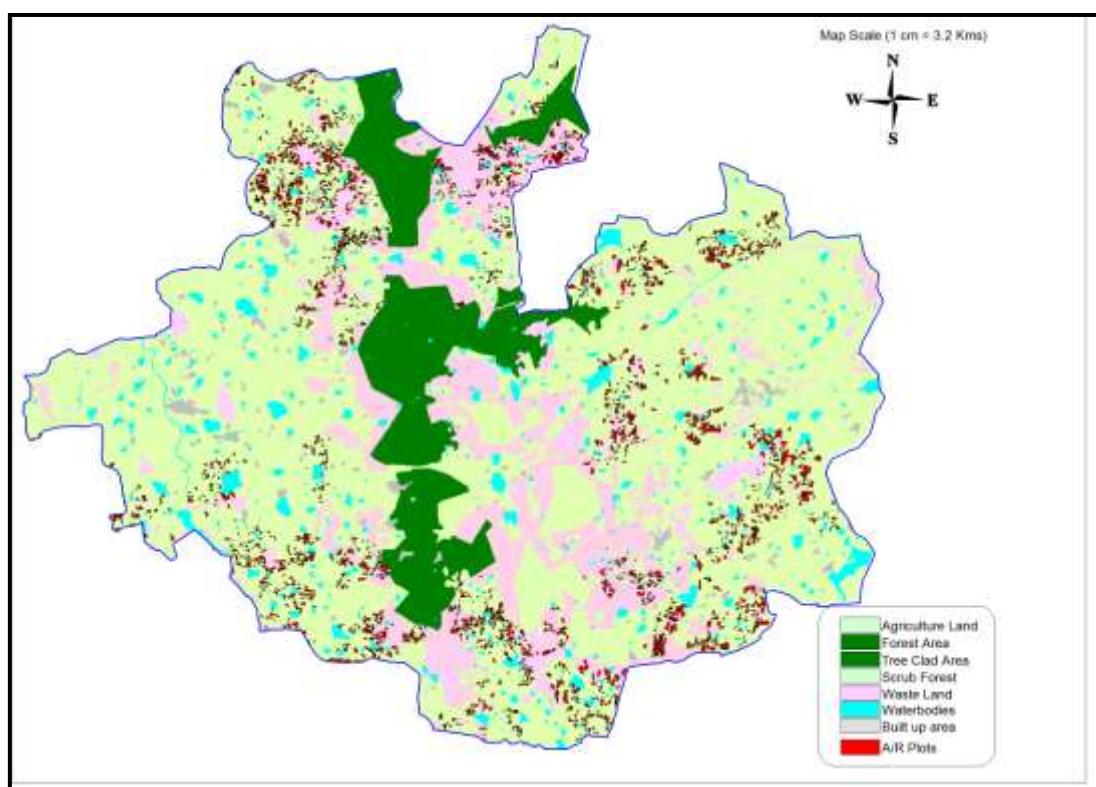 Map Scale (1 cm = 3.2 Kms)
N
W E
S
Agriculture Land
Forest Area
Tree Clad Area
Scrub Forest
Waste Land
Waterbodies
Built up area
A/R Plots